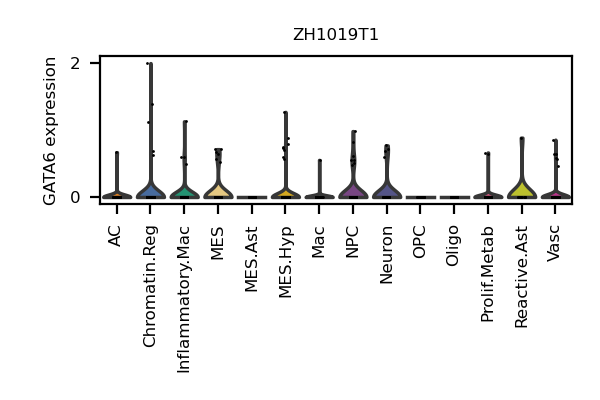 ZH1019T1
GATA6 expression
2
0
AC
Chromatin.Reg
Inflammatory.Mac
MES
MES.Ast
MES.Hyp
Mac
NPC
Neuron
OPC
Oligo
Prolif.Metab
Reactive.Ast
Vasc